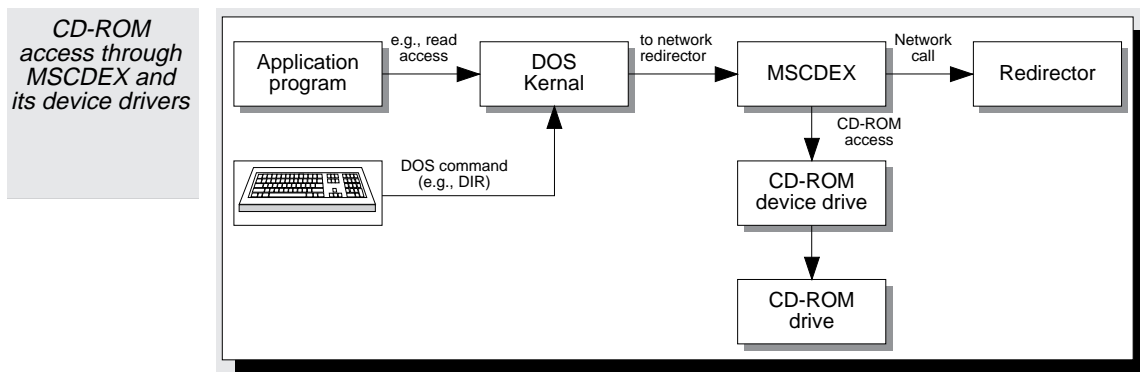 CD-ROM
access through
MSCDEX and
its device drivers
Application
program
e.g., read
access
DOS
Kernal
to network
redirector
MSCDEX
Network
call
Redirector
CD-ROM
access
DOS command
(e.g., DIR)
CD-ROM
device drive
CD-ROM
drive